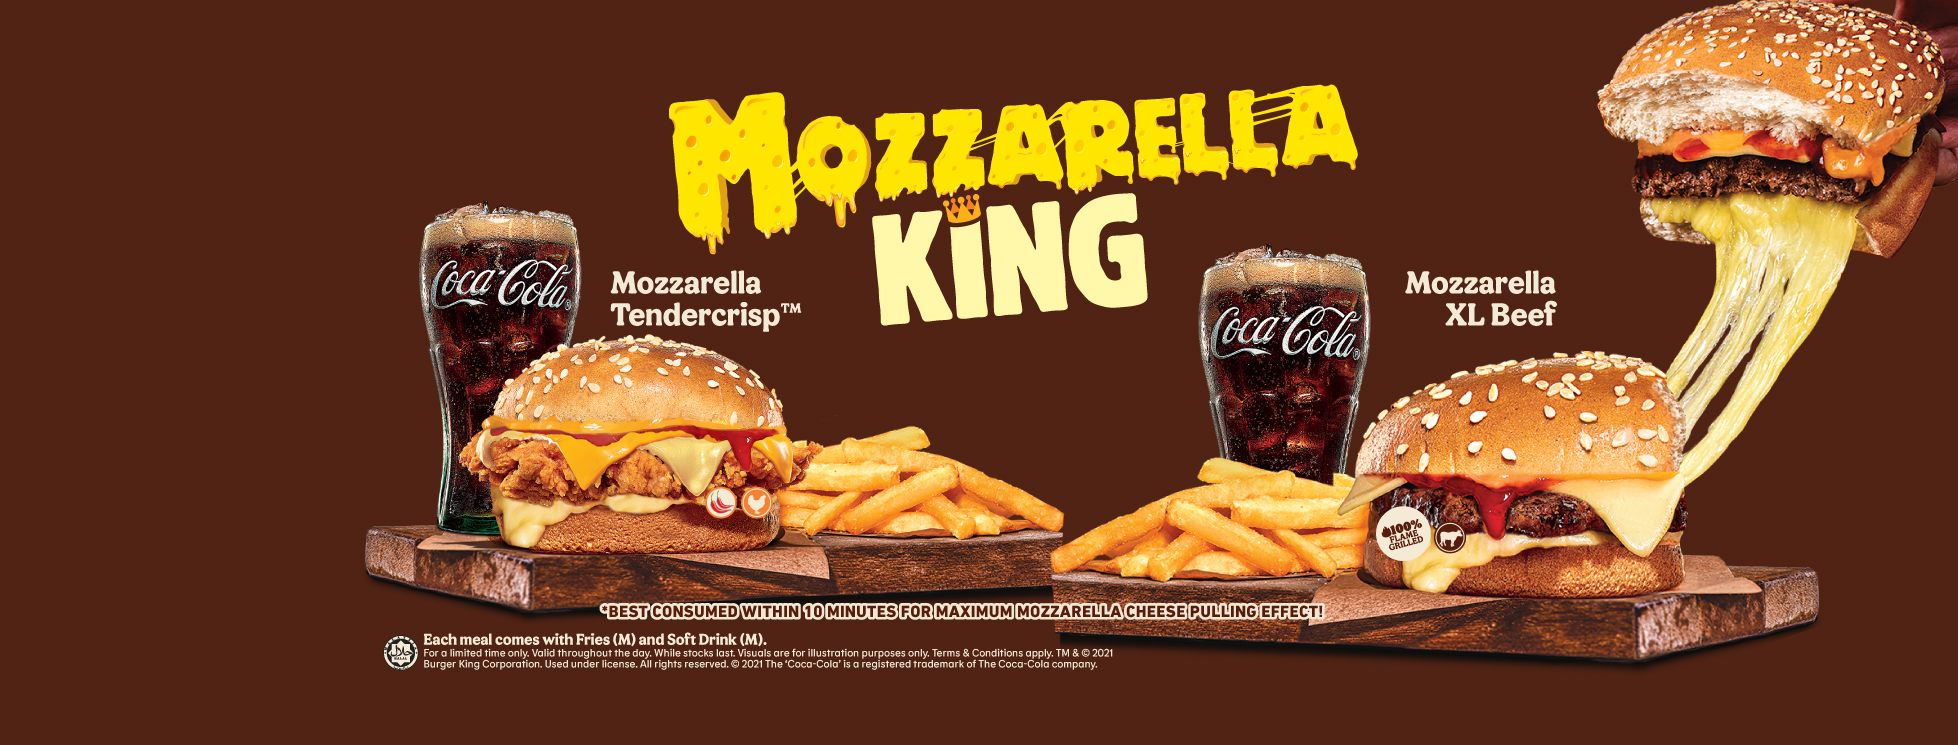 MOZZARELLA
KING
Coca-Cola
Mozzarella
Tendercrisp™
Coca-Cola
Mozzarella
XL Beef
100%
FLAME
GRILLED
*BEST CONSUMED WITHIN 10 MINUTES FOR MAXIMUM MOZZARELLA CHEESE PULLING EFFECT!
Each meal comes with Fries (M) and Soft Drink (M).
For a limited time only. Valid throughout the day. While stocks last. Visuals are for illustration purposes only. Terms & Conditions apply. TM & © 2021
Burger King Corporation. Used under license. All rights reserved. © 2021 The 'Coca-Cola' is a registered trademark of The Coca-Cola company.
حلال